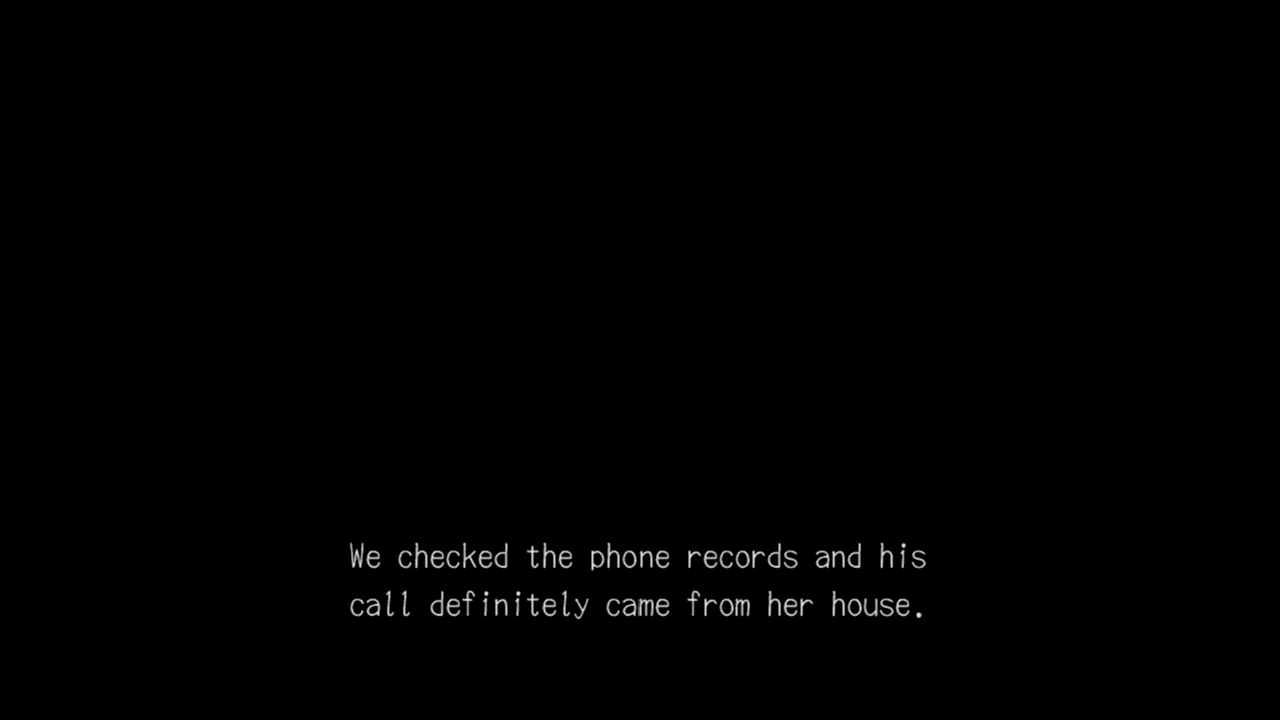 We checked the phone records and his
call definitely came from her house.